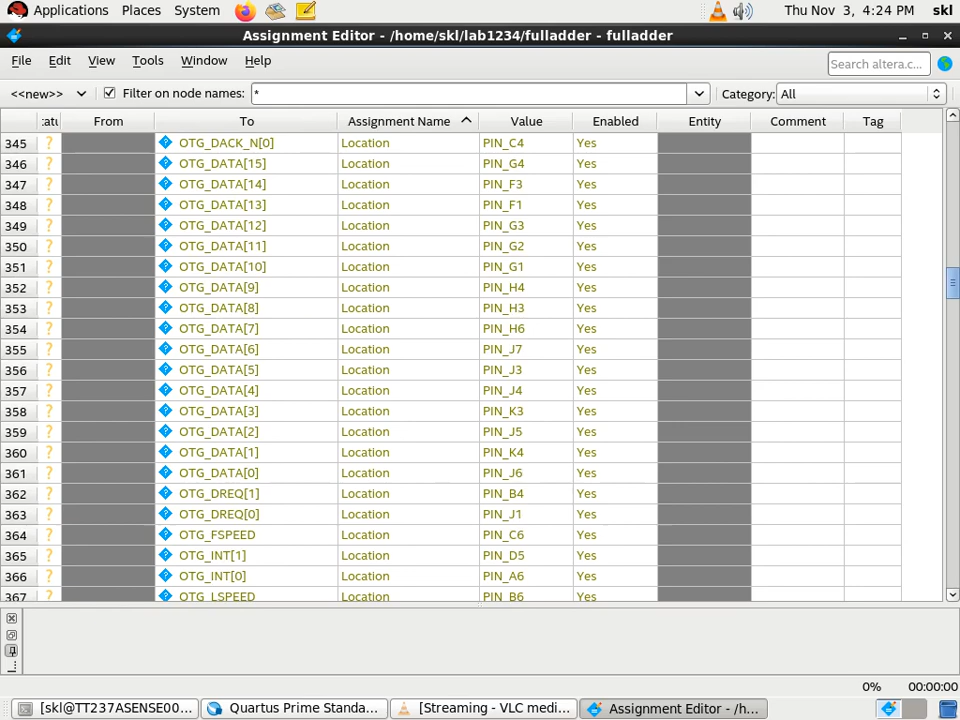 Applications Places System Thu Nov 3, 4:24 PM skl
Assignment Editor - /home/skl/lab1234/fulladder - fulladder
File Edit View Tools Window Help Search altera.c...
<<new>> Filter on node names: * Category: All
:atu From To Assignment Name Value Enabled Entity Comment Tag
345 ? OTG_DACK_N[0] Location PIN_C4 Yes
346 ? OTG_DATA[15] Location PIN_G4 Yes
347 ? OTG_DATA[14] Location PIN_F3 Yes
348 ? OTG_DATA[13] Location PIN_F1 Yes
349 ? OTG_DATA[12] Location PIN_G3 Yes
350 ? OTG_DATA[11] Location PIN_G2 Yes
351 ? OTG_DATA[10] Location PIN_G1 Yes
352 ? OTG_DATA[9] Location PIN_H4 Yes
353 ? OTG_DATA[8] Location PIN_H3 Yes
354 ? OTG_DATA[7] Location PIN_H6 Yes
355 ? OTG_DATA[6] Location PIN_J7 Yes
356 ? OTG_DATA[5] Location PIN_J3 Yes
357 ? OTG_DATA[4] Location PIN_J4 Yes
358 ? OTG_DATA[3] Location PIN_K3 Yes
359 ? OTG_DATA[2] Location PIN_J5 Yes
360 ? OTG_DATA[1] Location PIN_K4 Yes
361 ? OTG_DATA[0] Location PIN_J6 Yes
362 ? OTG_DREQ[1] Location PIN_B4 Yes
363 ? OTG_DREQ[0] Location PIN_J1 Yes
364 ? OTG_FSPEED Location PIN_C6 Yes
365 ? OTG_INT[1] Location PIN_D5 Yes
366 ? OTG_INT[0] Location PIN_A6 Yes
367 ? OTG_LSPEED Location PIN_B6 Yes
0% 00:00:00
[skl@TT237ASENSE00... Quartus Prime Standa... [Streaming - VLC medi... Assignment Editor - /h...